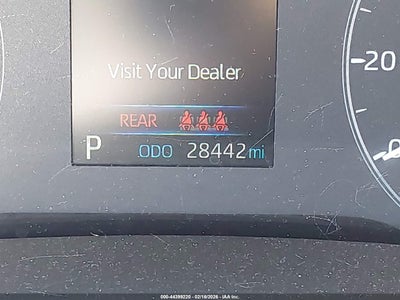 Visit Your Dealer
-20
REAR
P ODO 28442 mi
000-44399220 - 02/18/2026 - IAA Inc.